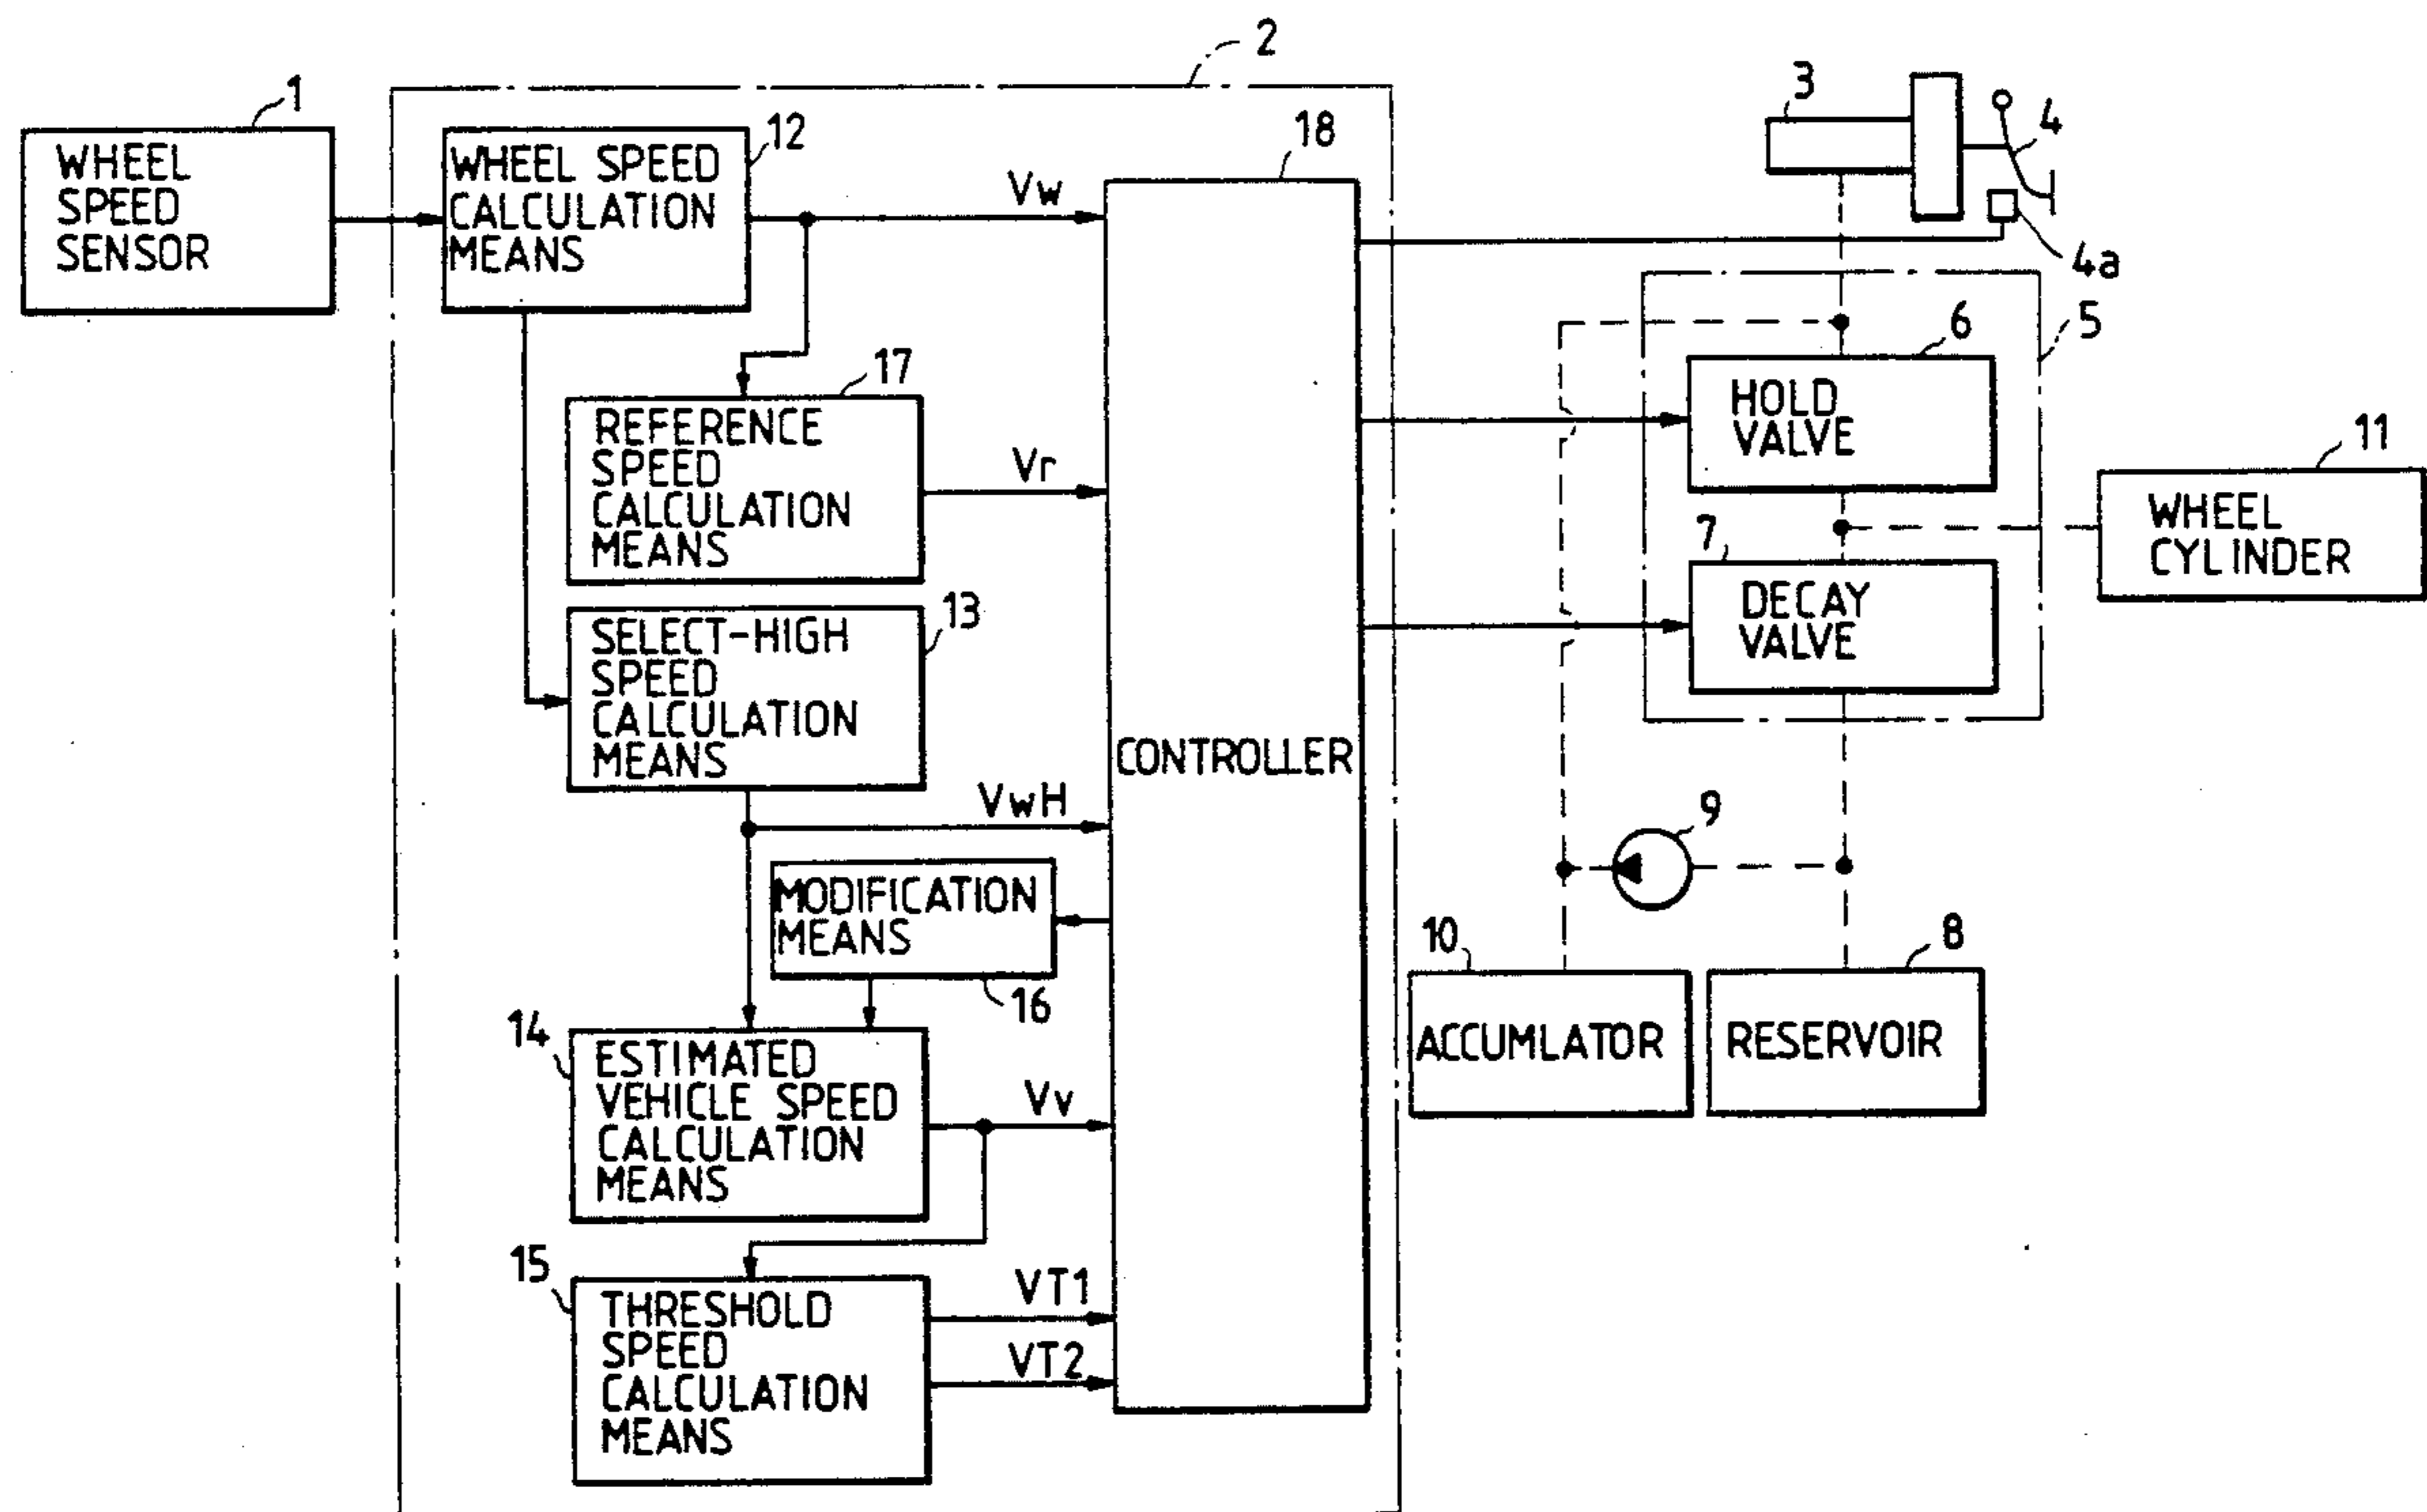 2
1
WHEEL
SPEED
SENSOR
12
WHEEL SPEED
CALCULATION
MEANS
Vw
18
3
4
4a
17
REFERENCE
SPEED
CALCULATION
MEANS
Vr
6
5
HOLD
VALVE
11
WHEEL
CYLINDER
7
DECAY
VALVE
13
SELECT-HIGH
SPEED
CALCULATION
MEANS
CONTROLLER
VwH
9
MODIFICATION
MEANS
16
10
ACCUMLATOR
8
RESERVOIR
14
ESTIMATED
VEHICLE SPEED
CALCULATION
MEANS
Vv
15
THRESHOLD
SPEED
CALCULATION
MEANS
VT1
VT2